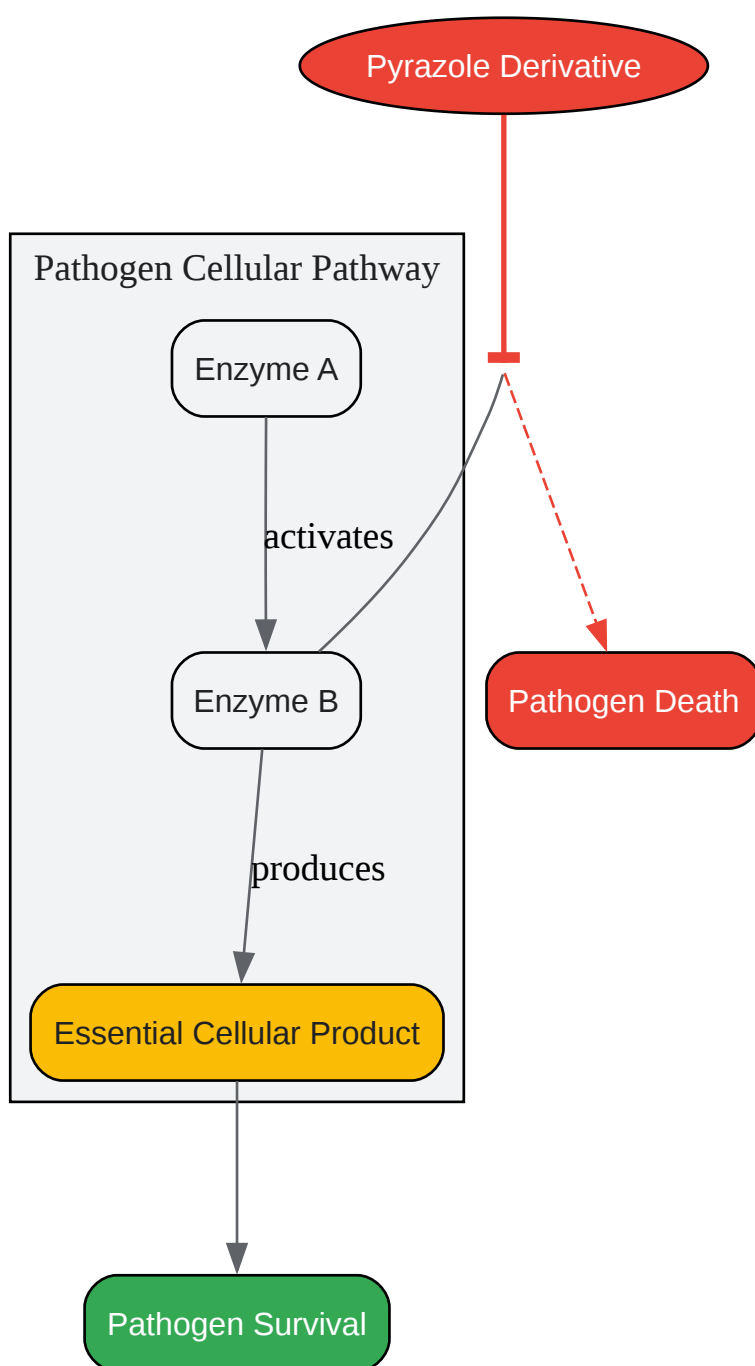 Pyrazole Derivative
Pathogen Cellular Pathway
Enzyme A
activates
Enzyme B
Pathogen Death
produces
Essential Cellular Product
Pathogen Survival